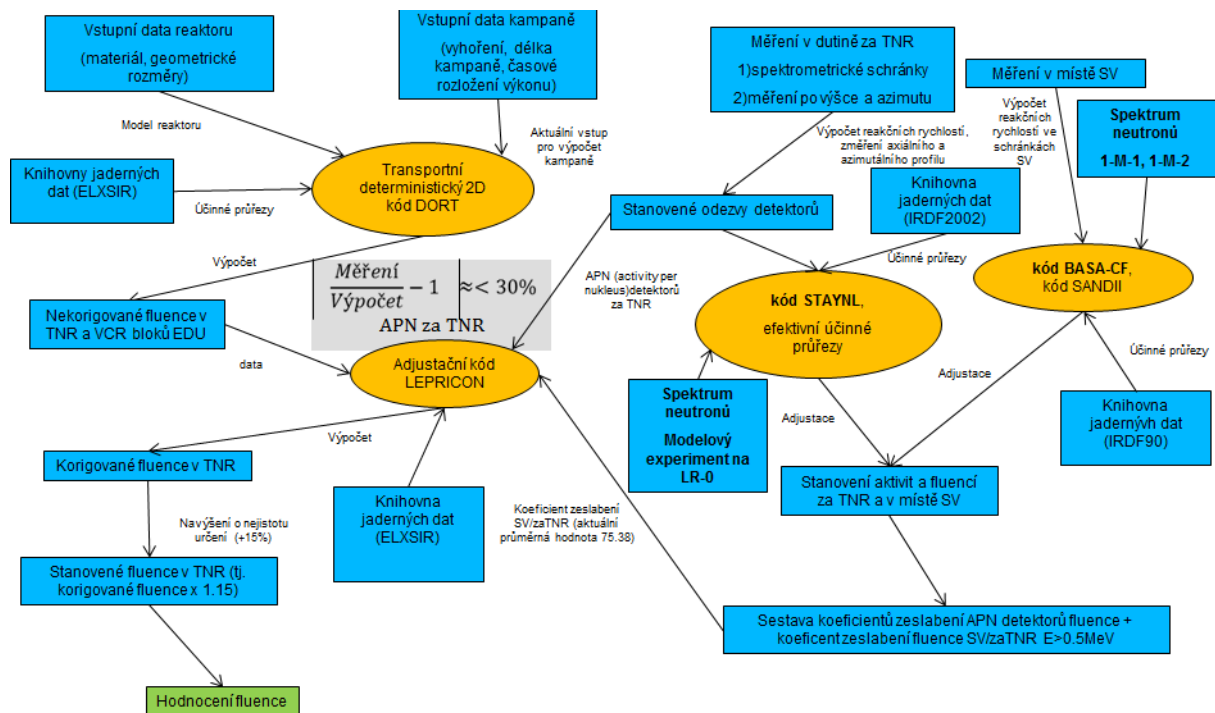 Vstupní data reaktoru
(materiál, geometrické
rozměry)
Vstupní data kampaně
(vyhoření, délka
kampaně, časové
rozložení výkonu)
Měření v dutině za TNR
1)spektrometrické schránky
2)měření po výšce a azimutu
Měření v místě SV
Výpočet
reakčních
rychlostí ve
schránkách
SV
Spektrum
neutronů
1-M-1, 1-M-2
Model reaktoru
Aktuální vstup
pro výpočet
kampaně
Výpočet reakčních rychlostí,
změření axiálního a
azimutálního profilu
Knihovny jaderných
dat (ELXSIR)
Účinné průřezy
Transportní
deterministický 2D
kód DORT
Stanovené odezvy detektorů
Knihovna
jaderných dat
(IRDF2002)
Účinné průřezy
Výpočet
|Měření/Výpočet − 1| ≈< 30%
APN za TNR
APN (activity per
nukleus)detektorů
za TNR
kód STAYNL,
efektivní účinné
průřezy
kód BASA-CF,
kód SANDII
Nekorigované fluence v
TNR a VCR bloků EDU
data
Adjustační kód
LEPRICON
Účinné průřezy
Adjustace
Spektrum
neutronů
Modelový
experiment na
LR-0
Adjustace
Knihovna
jadernývh dat
(IRDF90)
Výpočet
Korigované fluence v TNR
Knihovna
jaderných dat
(ELXSIR)
Stanovení aktivit a fluencí
za TNR a v místě SV
Navýšení o nejistotu
určení (+15%)
Koeficient zeslabení
SV/zaTNR (aktuální
průměrná hodnota 75.38)
Stanovené fluence v TNR (tj.
korigované fluence x 1.15)
Sestava koeficientů zeslabení APN detektorů fluence +
koeficent zeslabení fluence SV/zaTNR E>0.5MeV
Hodnocení fluence